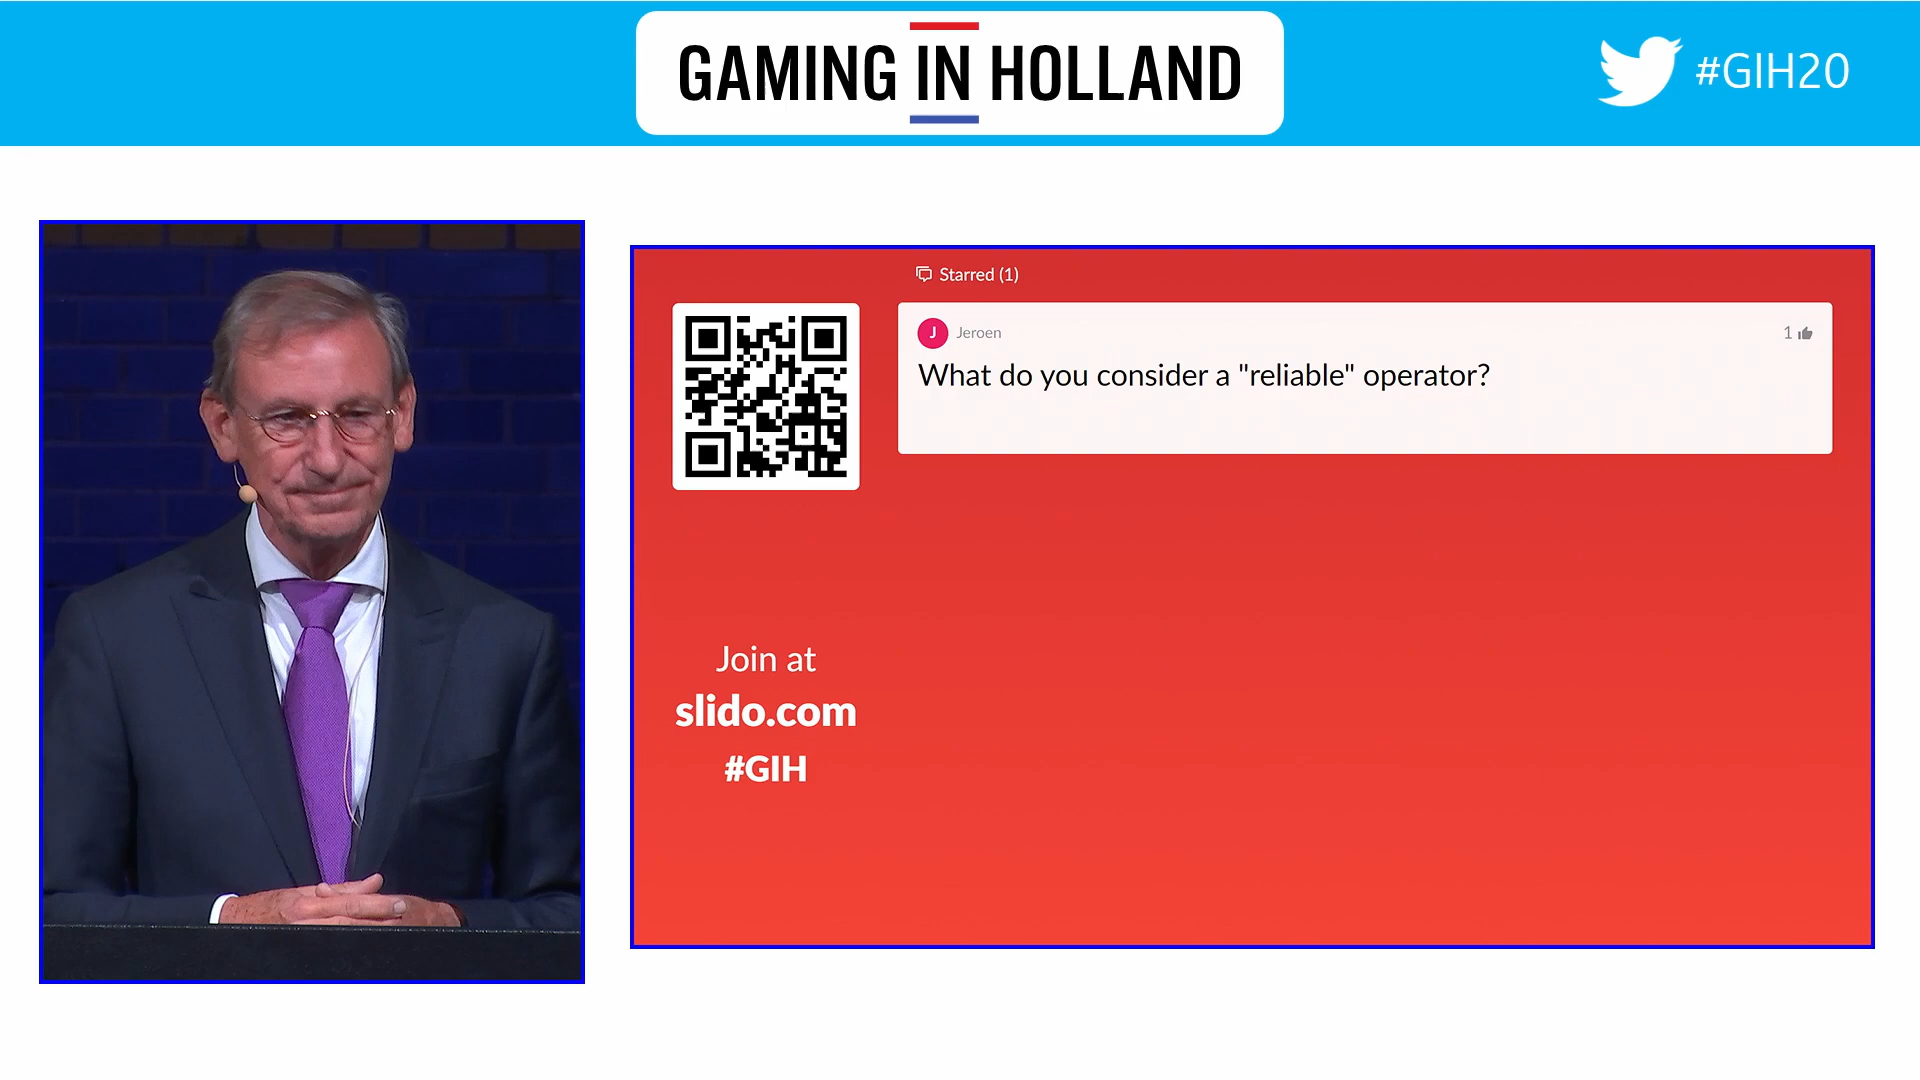 GAMING IN HOLLAND
#GIH20
Starred (1)
J Jeroen 1
What do you consider a "reliable" operator?
Join at
slido.com
#GIH